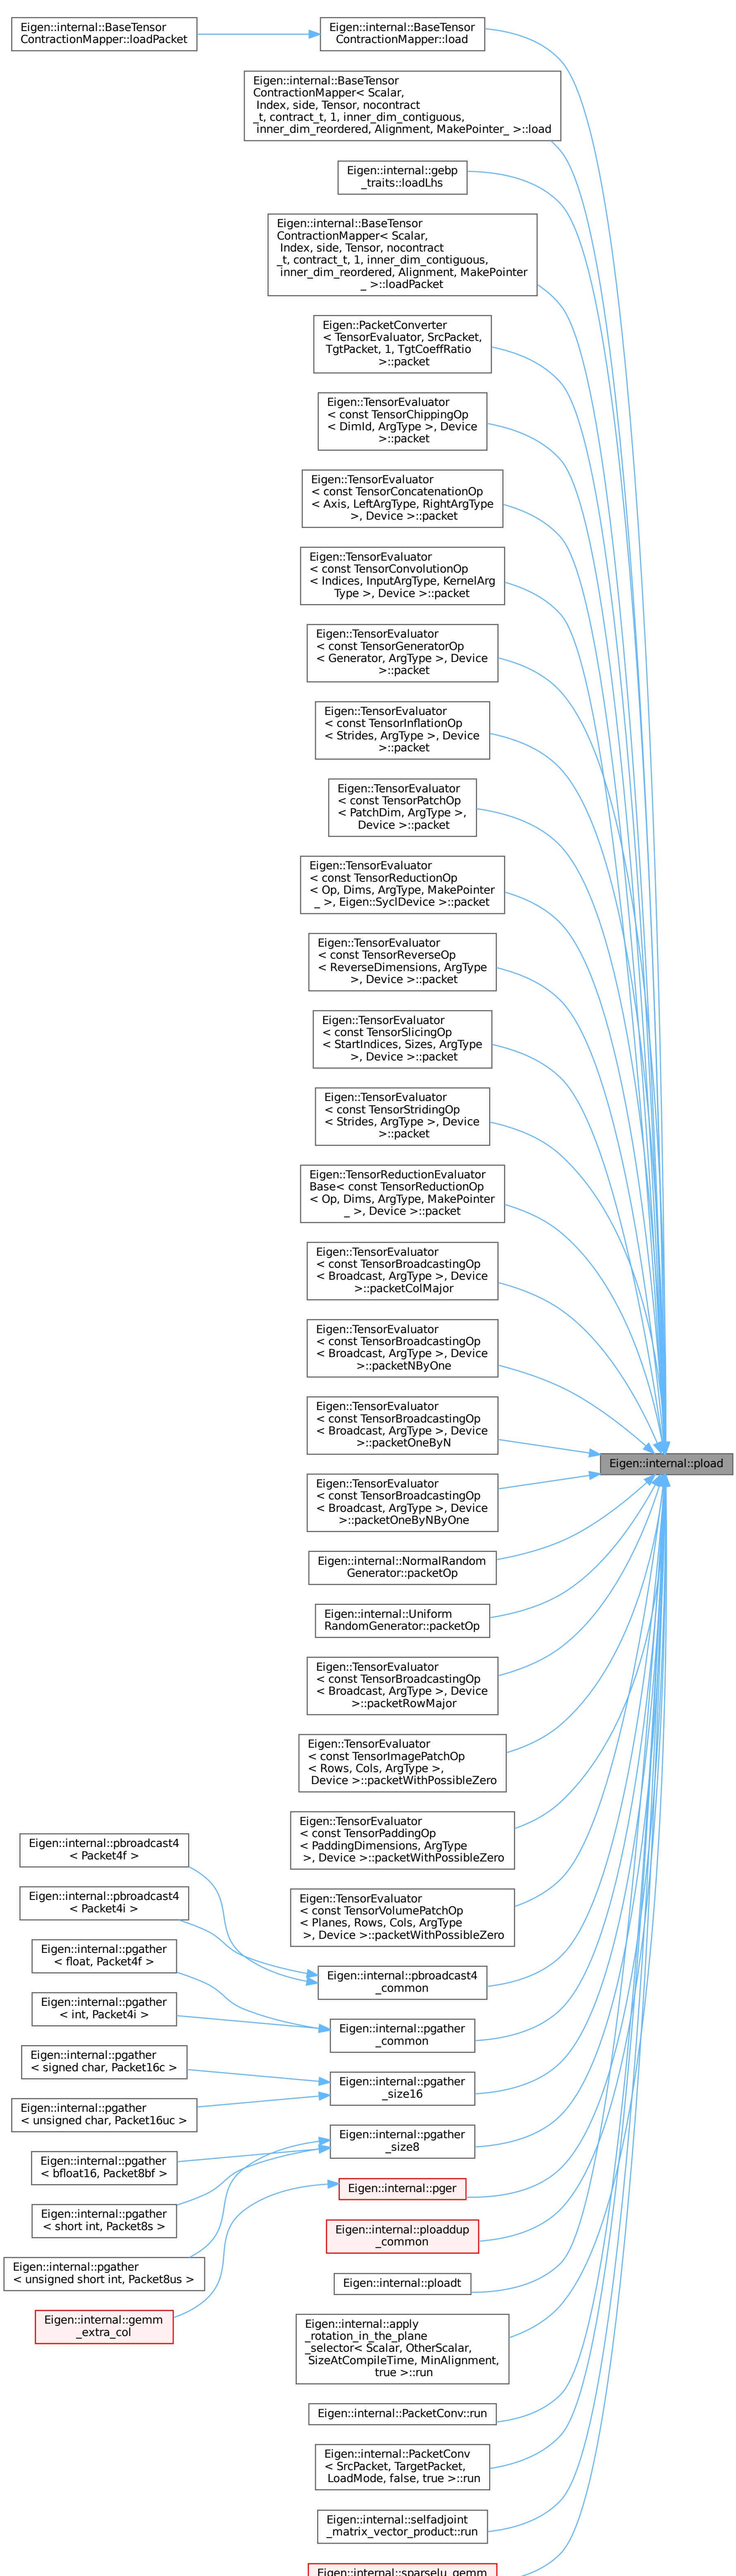 Eigen::internal::BaseTensor
ContractionMapper::loadPacket
Eigen::internal::BaseTensor
ContractionMapper::load
Eigen::internal::BaseTensor
ContractionMapper< Scalar,
Index, side, Tensor, nocontract
_t, contract_t, 1, inner_dim_contiguous,
inner_dim_reordered, Alignment, MakePointer_ >::load
Eigen::internal::gebp
_traits::loadLhs
Eigen::internal::BaseTensor
ContractionMapper< Scalar,
Index, side, Tensor, nocontract
_t, contract_t, 1, inner_dim_contiguous,
inner_dim_reordered, Alignment, MakePointer
_ >::loadPacket
Eigen::PacketConverter
< TensorEvaluator, SrcPacket,
TgtPacket, 1, TgtCoeffRatio
>::packet
Eigen::TensorEvaluator
< const TensorChippingOp
< DimId, ArgType >, Device
>::packet
Eigen::TensorEvaluator
< const TensorConcatenationOp
< Axis, LeftArgType, RightArgType
>, Device >::packet
Eigen::TensorEvaluator
< const TensorConvolutionOp
< Indices, InputArgType, KernelArg
Type >, Device >::packet
Eigen::TensorEvaluator
< const TensorGeneratorOp
< Generator, ArgType >, Device
>::packet
Eigen::TensorEvaluator
< const TensorInflationOp
< Strides, ArgType >, Device
>::packet
Eigen::TensorEvaluator
< const TensorPatchOp
< PatchDim, ArgType >,
Device >::packet
Eigen::TensorEvaluator
< const TensorReductionOp
< Op, Dims, ArgType, MakePointer
_ >, Eigen::SyclDevice >::packet
Eigen::TensorEvaluator
< const TensorReverseOp
< ReverseDimensions, ArgType
>, Device >::packet
Eigen::TensorEvaluator
< const TensorSlicingOp
< StartIndices, Sizes, ArgType
>, Device >::packet
Eigen::TensorEvaluator
< const TensorStridingOp
< Strides, ArgType >, Device
>::packet
Eigen::TensorReductionEvaluator
Base< const TensorReductionOp
< Op, Dims, ArgType, MakePointer
_ >, Device >::packet
Eigen::TensorEvaluator
< const TensorBroadcastingOp
< Broadcast, ArgType >, Device
>::packetColMajor
Eigen::TensorEvaluator
< const TensorBroadcastingOp
< Broadcast, ArgType >, Device
>::packetNByOne
Eigen::TensorEvaluator
< const TensorBroadcastingOp
< Broadcast, ArgType >, Device
>::packetOneByN
Eigen::internal::pload
Eigen::TensorEvaluator
< const TensorBroadcastingOp
< Broadcast, ArgType >, Device
>::packetOneByNByOne
Eigen::internal::NormalRandom
Generator::packetOp
Eigen::internal::Uniform
RandomGenerator::packetOp
Eigen::TensorEvaluator
< const TensorBroadcastingOp
< Broadcast, ArgType >, Device
>::packetRowMajor
Eigen::TensorEvaluator
< const TensorImagePatchOp
< Rows, Cols, ArgType >,
Device >::packetWithPossibleZero
Eigen::TensorEvaluator
< const TensorPaddingOp
< PaddingDimensions, ArgType
>, Device >::packetWithPossibleZero
Eigen::TensorEvaluator
< const TensorVolumePatchOp
< Planes, Rows, Cols, ArgType
>, Device >::packetWithPossibleZero
Eigen::internal::pbroadcast4
< Packet4f >
Eigen::internal::pbroadcast4
< Packet4i >
Eigen::internal::pbroadcast4
_common
Eigen::internal::pgather
< float, Packet4f >
Eigen::internal::pgather
< int, Packet4i >
Eigen::internal::pgather
_common
Eigen::internal::pgather
< signed char, Packet16c >
Eigen::internal::pgather
_size16
Eigen::internal::pgather
< unsigned char, Packet16uc >
Eigen::internal::pgather
_size8
Eigen::internal::pgather
< bfloat16, Packet8bf >
Eigen::internal::pger
Eigen::internal::pgather
< short int, Packet8s >
Eigen::internal::ploaddup
_common
Eigen::internal::pgather
< unsigned short int, Packet8us >
Eigen::internal::ploadt
Eigen::internal::gemm
_extra_col
Eigen::internal::apply
_rotation_in_the_plane
_selector< Scalar, OtherScalar,
SizeAtCompileTime, MinAlignment,
true >::run
Eigen::internal::PacketConv::run
Eigen::internal::PacketConv
< SrcPacket, TargetPacket,
LoadMode, false, true >::run
Eigen::internal::selfadjoint
_matrix_vector_product::run
Eigen::internal::sparselu_gemm